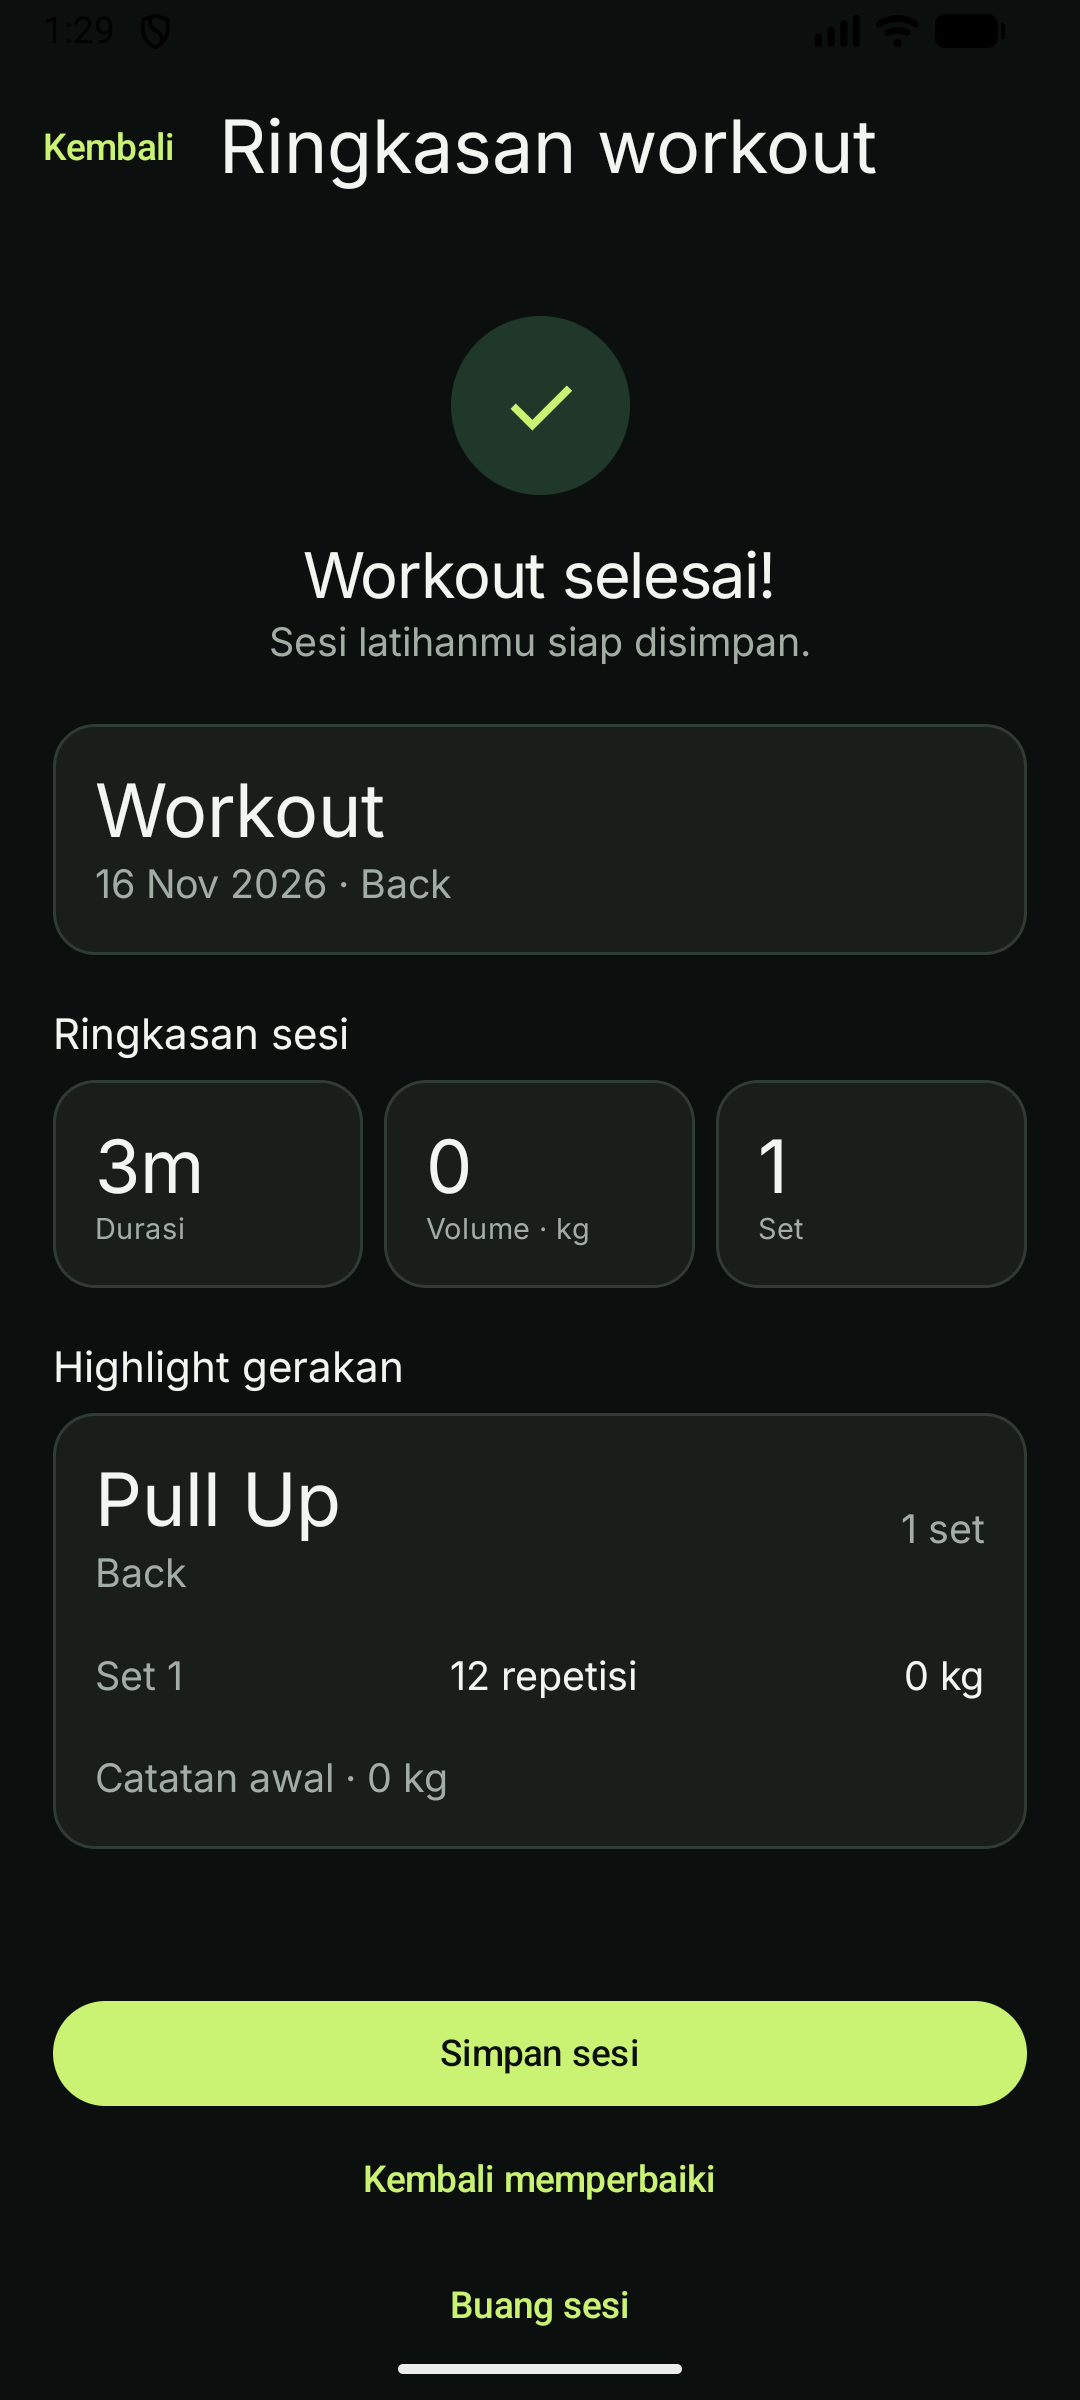 1:29
Kembali
Ringkasan workout
Workout selesai!
Sesi latihanmu siap disimpan.
Workout
16 Nov 2026 · Back
Ringkasan sesi
3m
Durasi
0
Volume · kg
1
Set
Highlight gerakan
Pull Up
Back
1 set
Set 1
12 repetisi
0 kg
Catatan awal · 0 kg
Simpan sesi
Kembali memperbaiki
Buang sesi